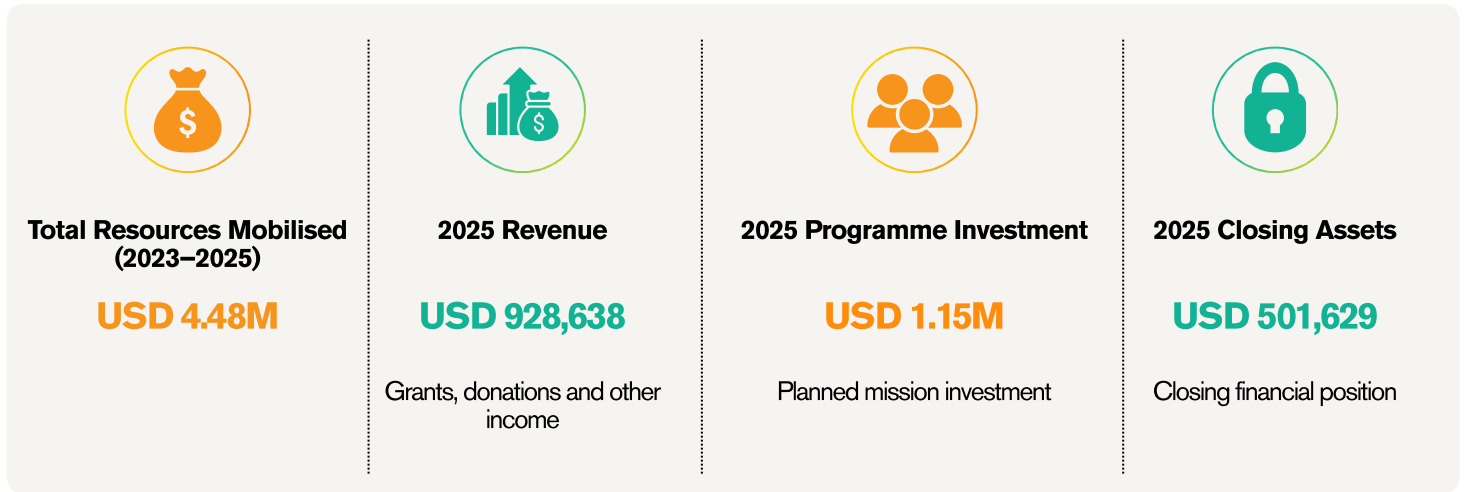 $
$
$
Total Resources Mobilised
(2023–2025)
USD 4.48M
2025 Revenue
USD 928,638
Grants, donations and other
income
2025 Programme Investment
USD 1.15M
Planned mission investment
2025 Closing Assets
USD 501,629
Closing financial position